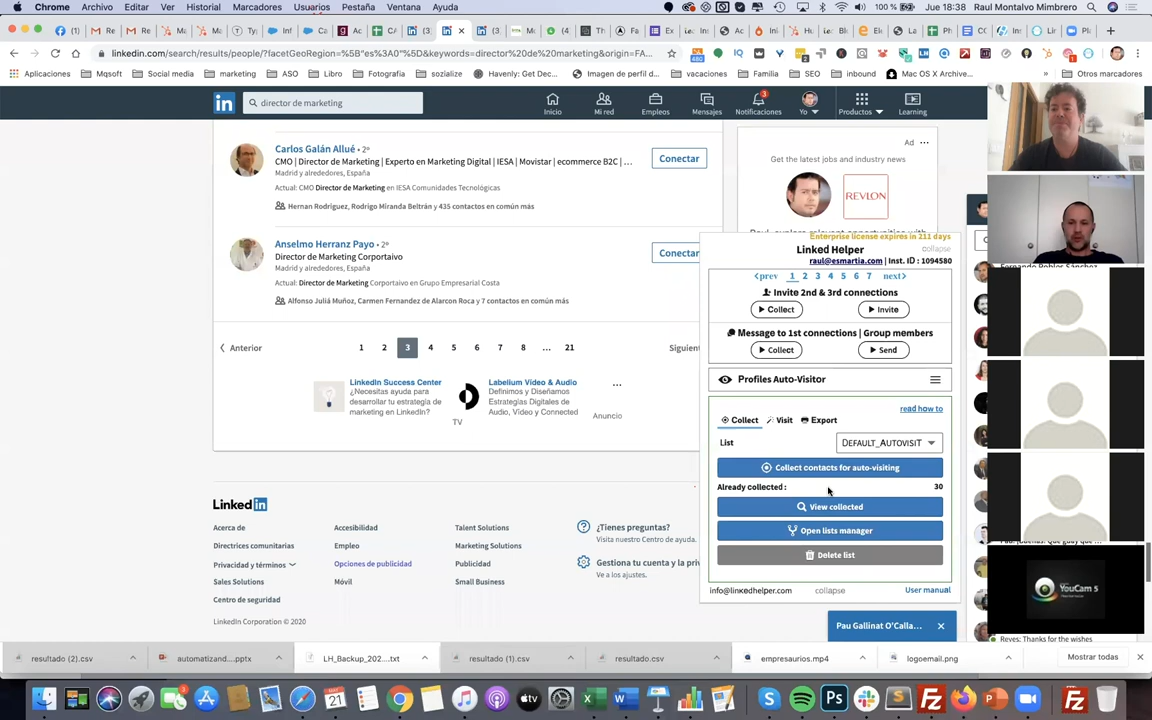 Chrome Archivo Editar Ver Historial Marcadores Usuarios Pestaña Ventana Ayuda 100 % Jue 18:38 Raul Montalvo Mimbrero
linkedin.com/search/results/people/?facetGeoRegion=%5B"es%3A0"%5D&keywords=director%20de%20marketing&origin=FA...
Aplicaciones Mqsoft Social media marketing ASO Libro Fotografia sozialize Havenly: Get Dec... Imagen de perfil d... vacaciones Familia SEO inbound Mac OS X Archive... » Otros marcadores
in director de marketing
Inicio Mi red Empleos Mensajes Notificaciones Yo Productos Learning
Carlos Galán Allué • 2º
CMO | Director de Marketing | Experto en Marketing Digital | IESA | Movistar | ecommerce B2C | ...
Madrid y alrededores, España
Actual: CMO Director de Marketing en IESA Comunidades Tecnológicas
Hernan Rodriguez, Rodrigo Miranda Beltrán y 435 contactos en común más
Conectar
Anselmo Herranz Payo • 2º
Director de Marketing Corportaivo
Madrid y alrededores, España
Actual: Director de Marketing Corportaivo en Grupo Empresarial Costa
Alfonso Juliá Muñoz, Carmen Fernandez de Alarcon Roca y 7 contactos en común más
Conectar
Anterior 1 2 3 4 5 6 7 8 ... 21 Siguien
LinkedIn Success Center
¿Necesitas ayuda para
desarrollar tu estrategia de
marketing en LinkedIn?
TV
Labelium Video & Audio
Definimos y Diseñamos
Estrategias Digitales de
Audio, Vídeo y Connected
...
Anuncio
Ad ...
Get the latest jobs and industry news
REVLON
Enterprise license expires in 211 days
Linked Helper collapse
raul@esmartia.com | Inst. ID : 1094580
<prev 1 2 3 4 5 6 7 next>
Invite 2nd & 3rd connections
Collect Invite
Message to 1st connections | Group members
Collect Send
Profiles Auto-Visitor
read how to
Collect Visit Export
List DEFAULT_AUTOVISIT
Collect contacts for auto-visiting
Already collected : 30
View collected
Open lists manager
Delete list
info@linkedhelper.com collapse User manual
Pau Gallinat O'Calla... ×
Linked in
Acerca de
Directrices comunitarias
Privacidad y términos
Sales Solutions
Centro de seguridad
Accesibilidad
Empleo
Opciones de publicidad
Móvil
Talent Solutions
Marketing Solutions
Publicidad
Small Business
¿Tienes preguntas?
Visita nuestro Centro de ayuda.
Gestiona tu cuenta y la priv
Ve a los ajustes.
LinkedIn Corporation © 2020
YouCam 5
Reyes: Thanks for the wishes
resultado (2).csv automatizand....pptx LH_Backup_202....txt resultado (1).csv resultado.csv empresaurios.mp4 logoemail.png Mostrar todas